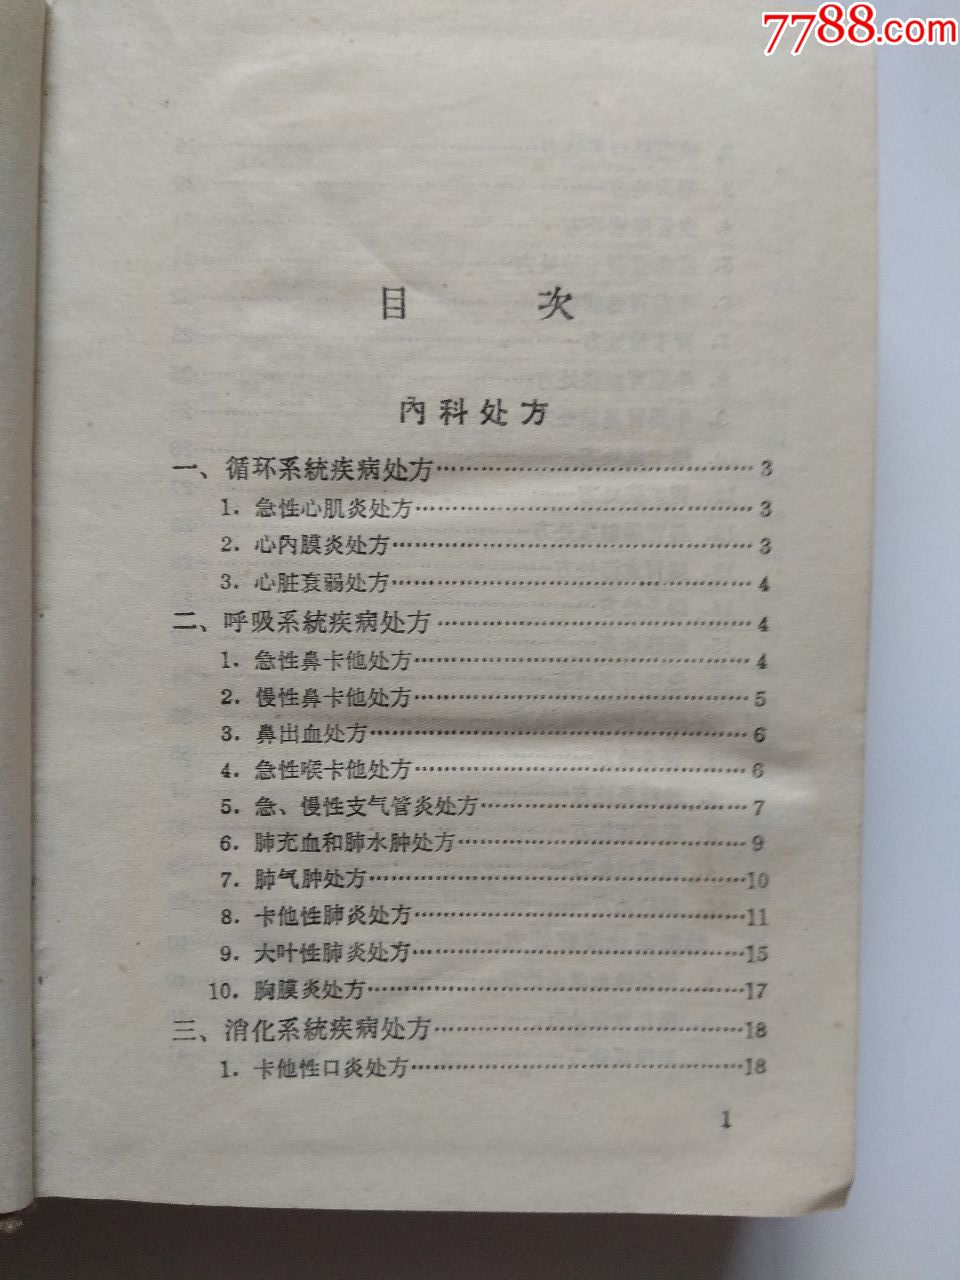 7788.com
目 次
內科处方
一、循环系統疾病处方……………………………………3
1. 急性心肌炎处方……………………………………3
2. 心內膜炎处方……………………………………3
3. 心脏衰弱处方……………………………………4
二、呼吸系統疾病处方……………………………………4
1. 急性鼻卡他处方……………………………………4
2. 慢性鼻卡他处方……………………………………5
3. 鼻出血处方……………………………………6
4. 急性喉卡他处方……………………………………6
5. 急、慢性支气管炎处方……………………………………7
6. 肺充血和肺水肿处方……………………………………9
7. 肺气肿处方……………………………………10
8. 卡他性肺炎处方……………………………………11
9. 大叶性肺炎处方……………………………………15
10. 胸膜炎处方……………………………………17
三、消化系統疾病处方……………………………………18
1. 卡他性口炎处方……………………………………18
1